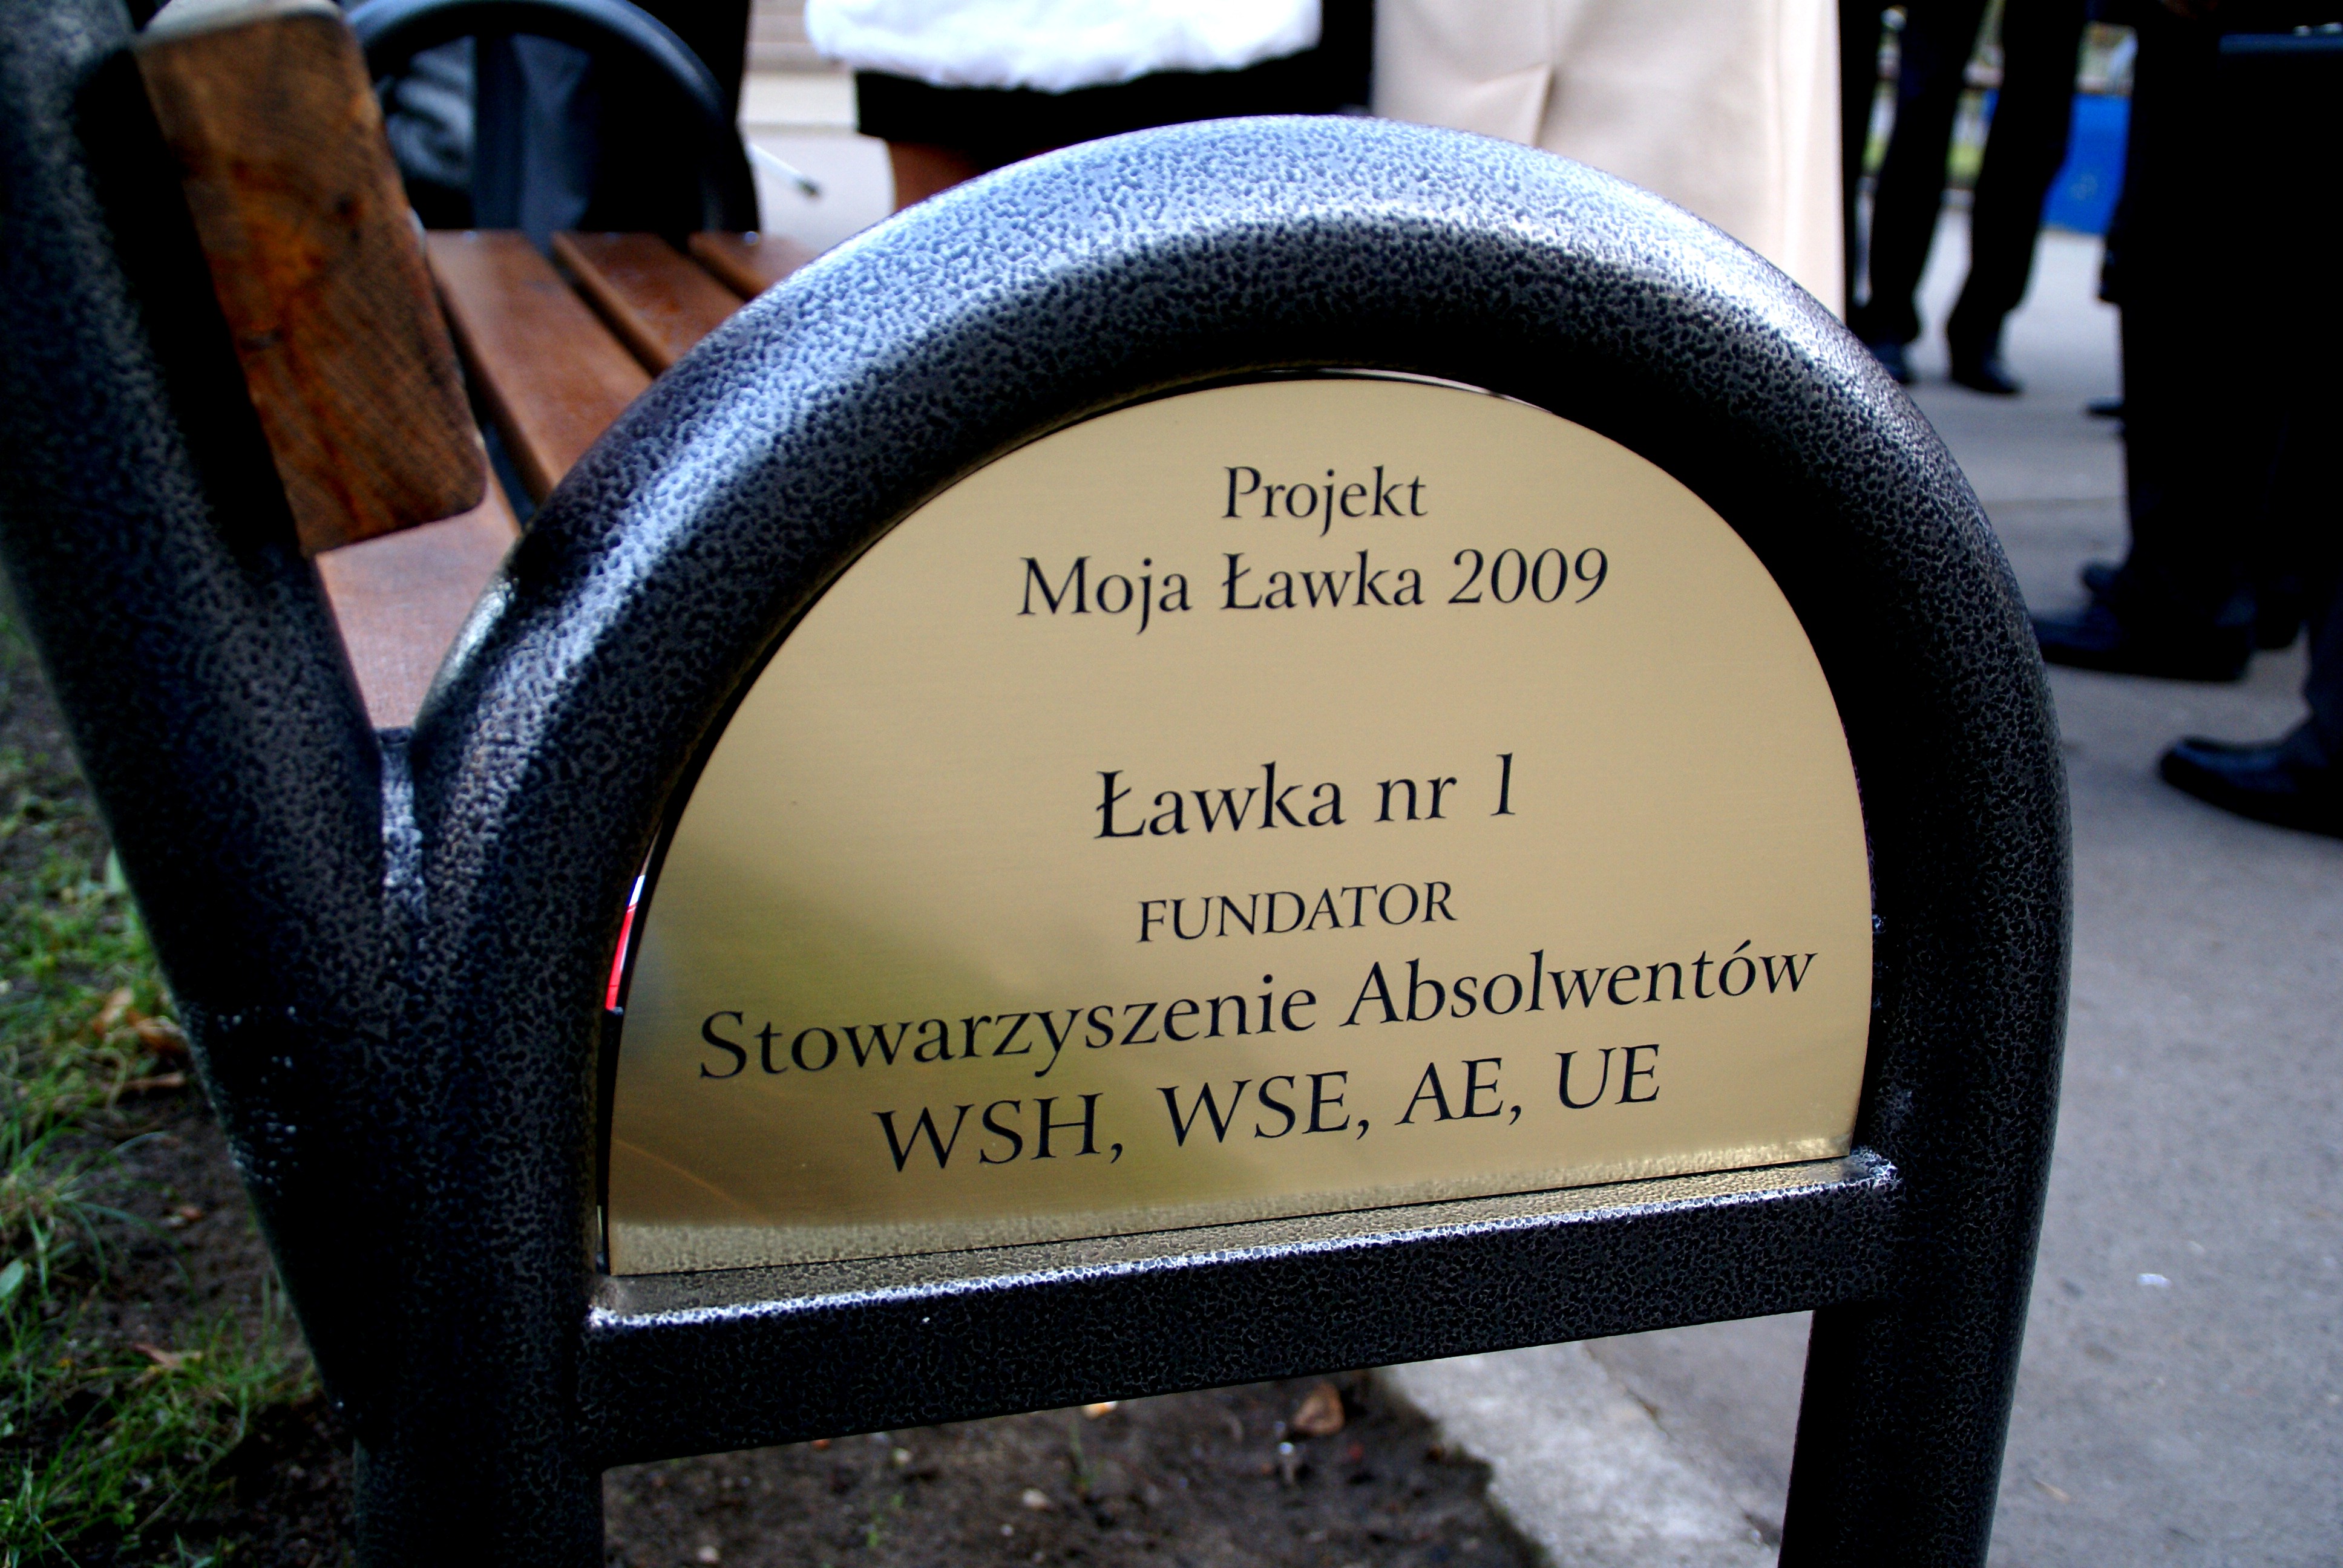 Projekt
Moja Ławka 2009
Ławka nr 1
FUNDATOR
Stowarzyszenie Absolwentów
WSH, WSE, AE, UE